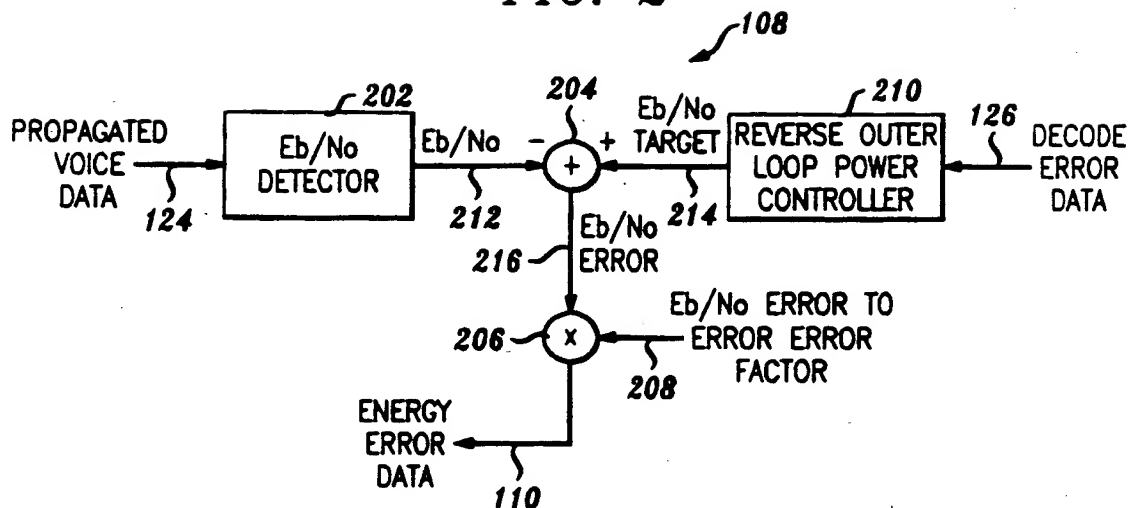 FIG. 2
108
202
204
210
PROPAGATED
VOICE
DATA
124
Eb/No
DETECTOR
Eb/No
212
-
+
+
Eb/No
TARGET
214
REVERSE OUTER
LOOP POWER
CONTROLLER
126
DECODE
ERROR
DATA
216
Eb/No
ERROR
206
x
Eb/No ERROR TO
ERROR ERROR
FACTOR
208
ENERGY
ERROR
DATA
110